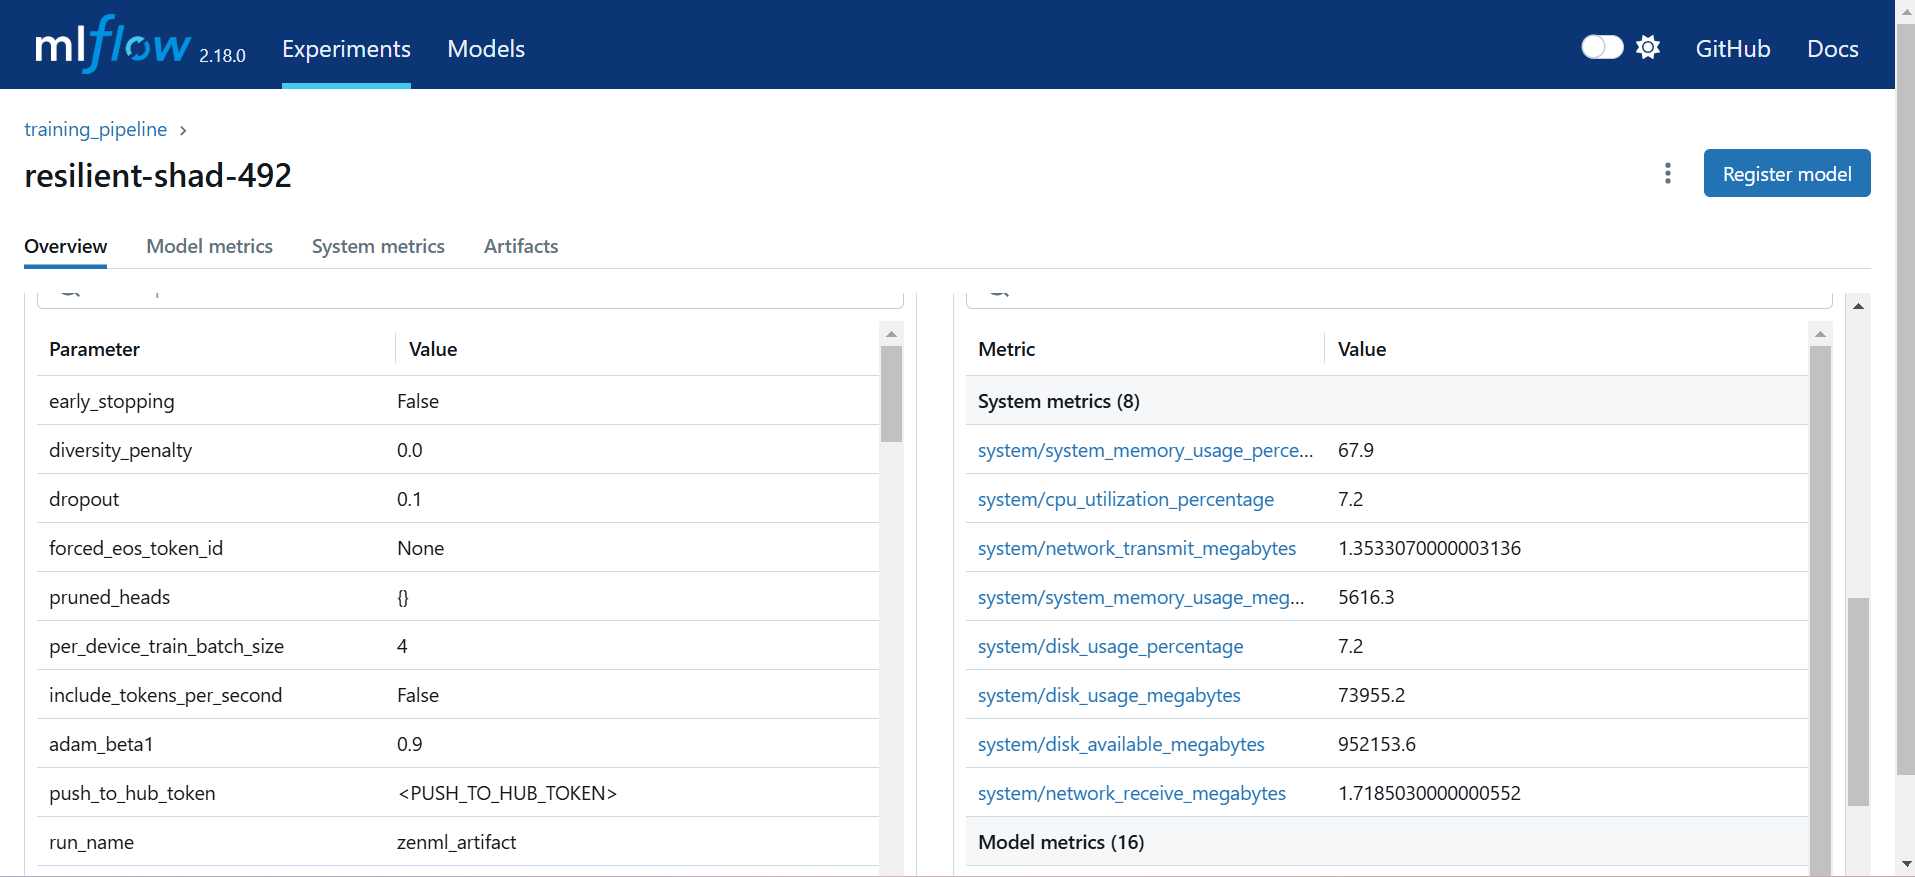 mlflow 2.18.0 Experiments Models GitHub Docs
training_pipeline >
resilient-shad-492
Register model
Overview Model metrics System metrics Artifacts
Parameter Value
early_stopping False
diversity_penalty 0.0
dropout 0.1
forced_eos_token_id None
pruned_heads {}
per_device_train_batch_size 4
include_tokens_per_second False
adam_beta1 0.9
push_to_hub_token <PUSH_TO_HUB_TOKEN>
run_name zenml_artifact
Metric Value
System metrics (8)
system/system_memory_usage_perce... 67.9
system/cpu_utilization_percentage 7.2
system/network_transmit_megabytes 1.3533070000003136
system/system_memory_usage_meg... 5616.3
system/disk_usage_percentage 7.2
system/disk_usage_megabytes 73955.2
system/disk_available_megabytes 952153.6
system/network_receive_megabytes 1.7185030000000552
Model metrics (16)